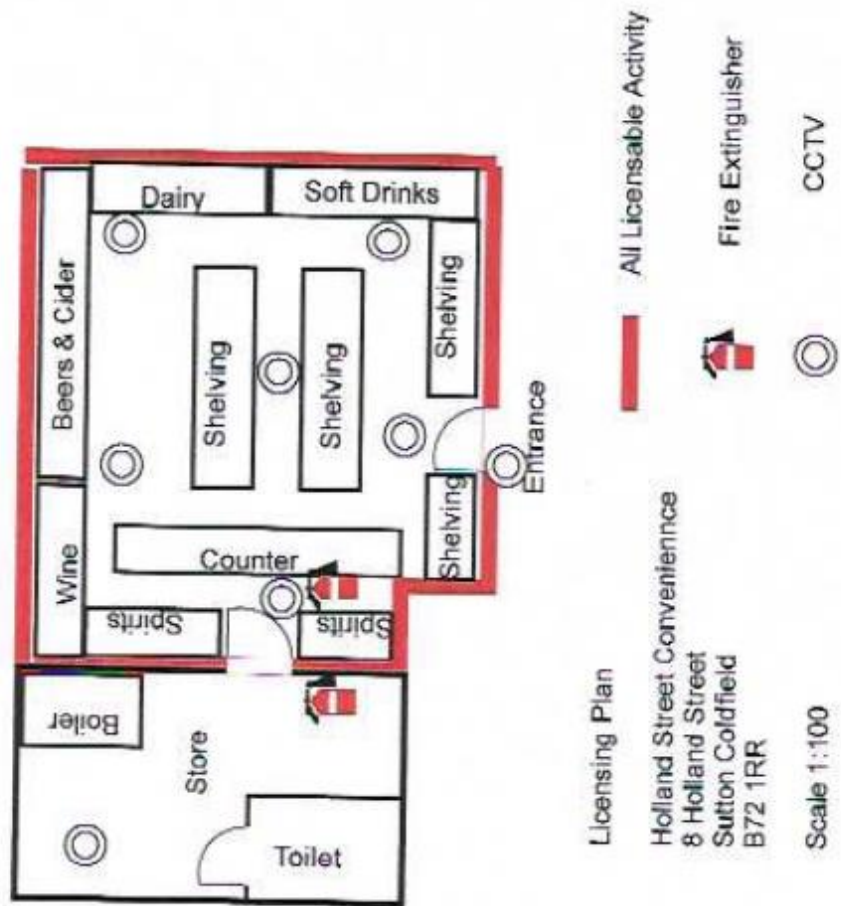 Dairy
Soft Drinks
Beers & Cider
Shelving
Shelving
Shelving
Wine
Counter
Shelving
Entrance
Spirits
Spirits
Boiler
Store
Toilet
Licensing Plan
Holland Street Conveniennce
8 Holland Street
Sutton Coldfield
B72 1RR
Scale 1:100
All Licensable Activity
Fire Extinguisher
CCTV